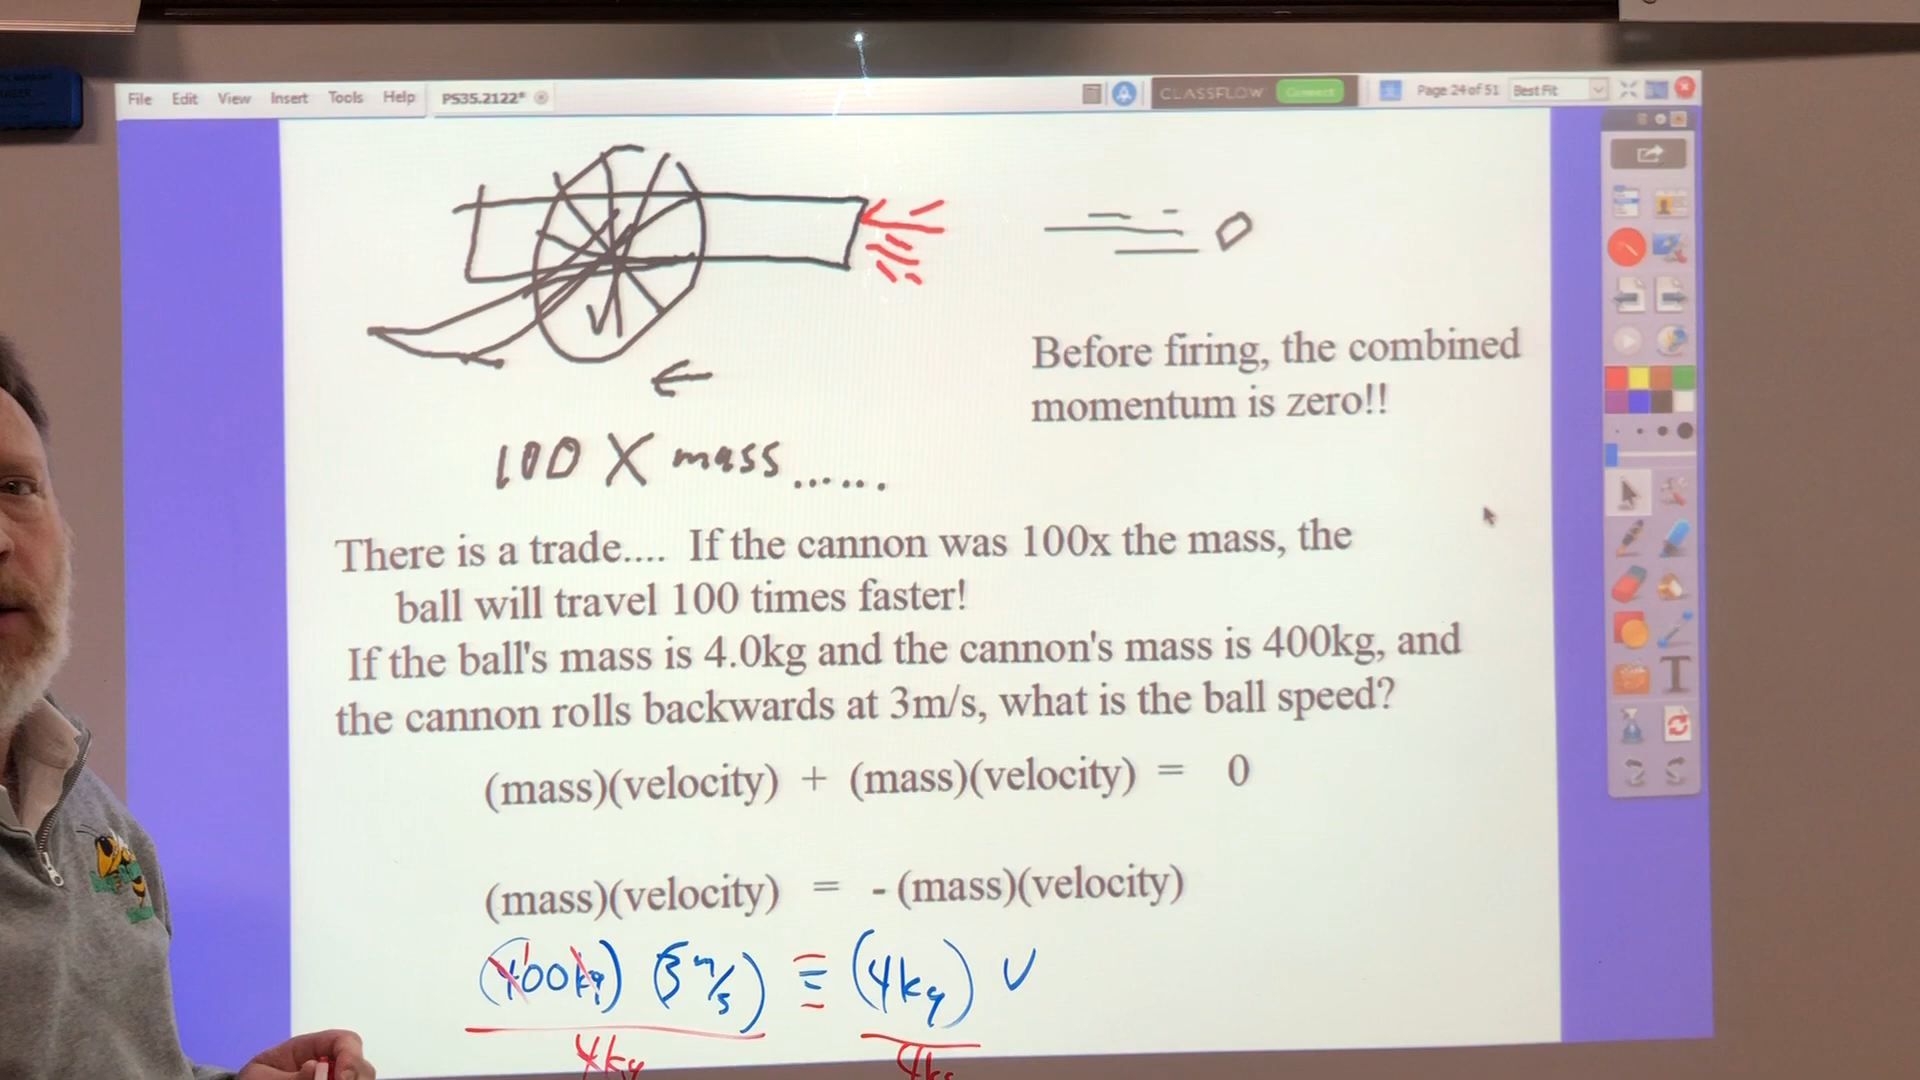 File Edit View Insert Tools Help PS35.2122* CLASSFLOW Connect Page 24 of 51 Best Fit
Before firing, the combined
momentum is zero!!
100 X mass......
There is a trade.... If the cannon was 100x the mass, the
ball will travel 100 times faster!
If the ball's mass is 4.0kg and the cannon's mass is 400kg, and
the cannon rolls backwards at 3m/s, what is the ball speed?
(mass)(velocity) + (mass)(velocity) = 0
(mass)(velocity) = - (mass)(velocity)
(400kg) (3 m/s) = (4kg) v
4kg 4kg